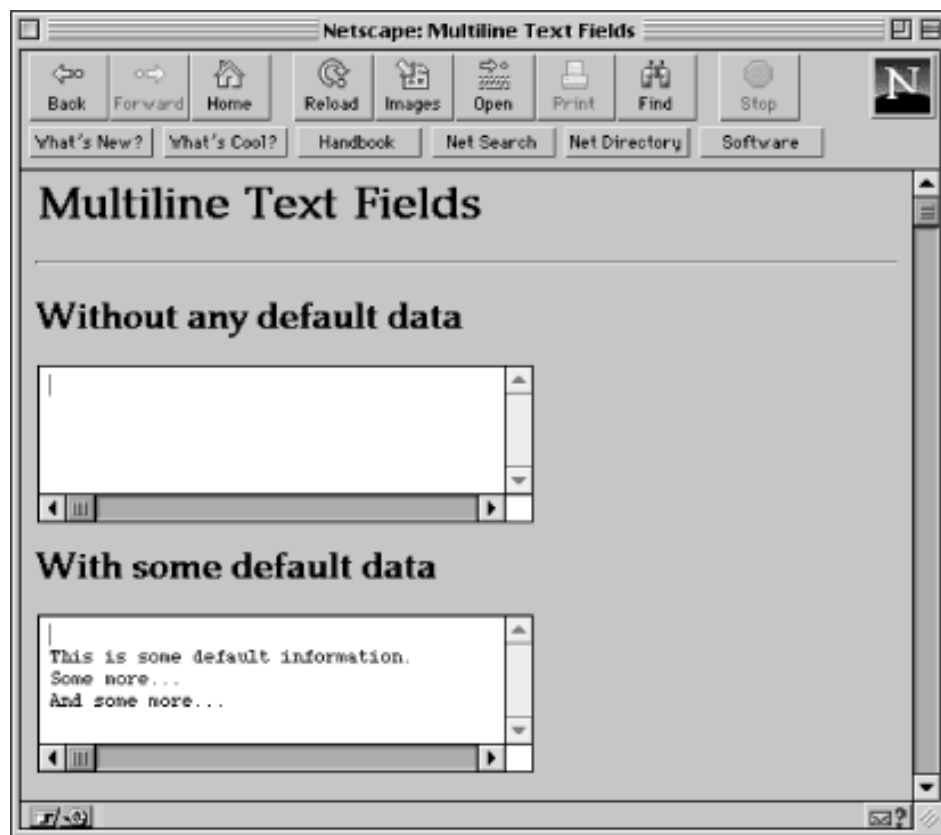 Netscape: Multiline Text Fields
Back Forward Home Reload Images Open Print Find Stop
N
What's New? What's Cool? Handbook Net Search Net Directory Software
Multiline Text Fields
Without any default data
With some default data
This is some default information.
Some more...
And some more...
?